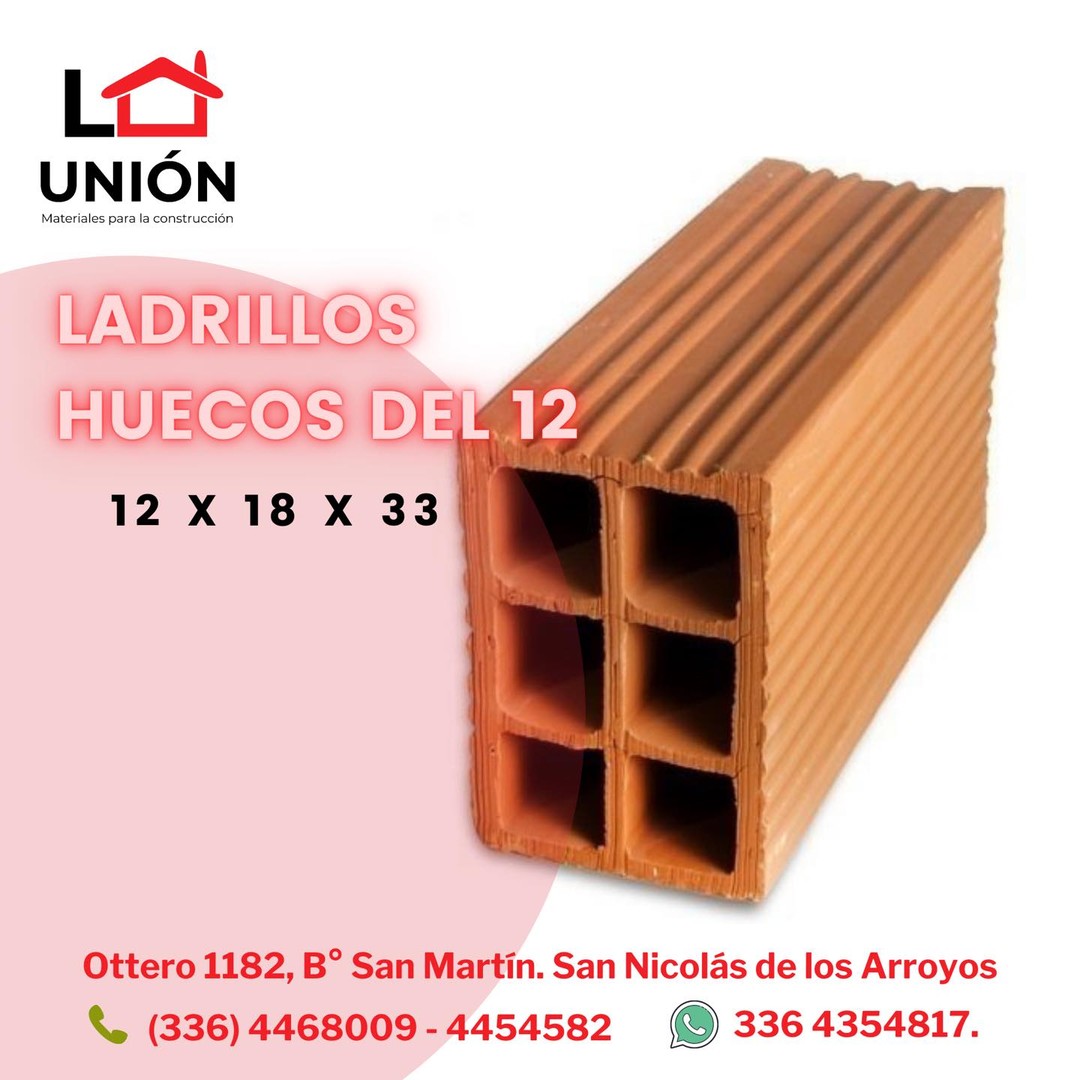 LA
UNIÓN
Materiales para la construcción
LADRILLOS
HUECOS DEL 12
12 X 18 X 33
Ottero 1182, B° San Martín. San Nicolás de los Arroyos
(336) 4468009 - 4454582
336 4354817.